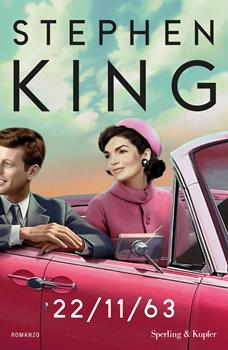 STEPHEN
KING
22/11/63
ROMANZO
Sperling & Kupfer